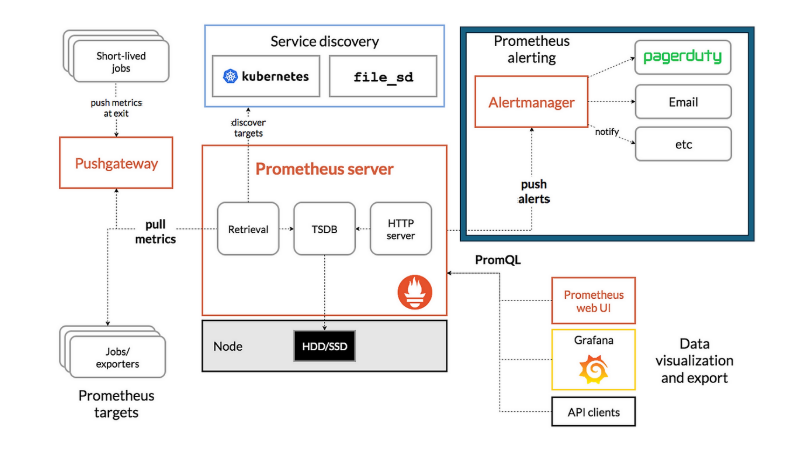 Short-lived
jobs
push metrics
at exit
Pushgateway
pull
metrics
Jobs/
exporters
Prometheus
targets
Service discovery
kubernetes
file_sd
discover
targets
Prometheus server
Retrieval
TSDB
HTTP
server
Node
HDD/SSD
Prometheus
alerting
Alertmanager
pagerduty
Email
notify
etc
push
alerts
PromQL
Prometheus
web UI
Grafana
API clients
Data
visualization
and export